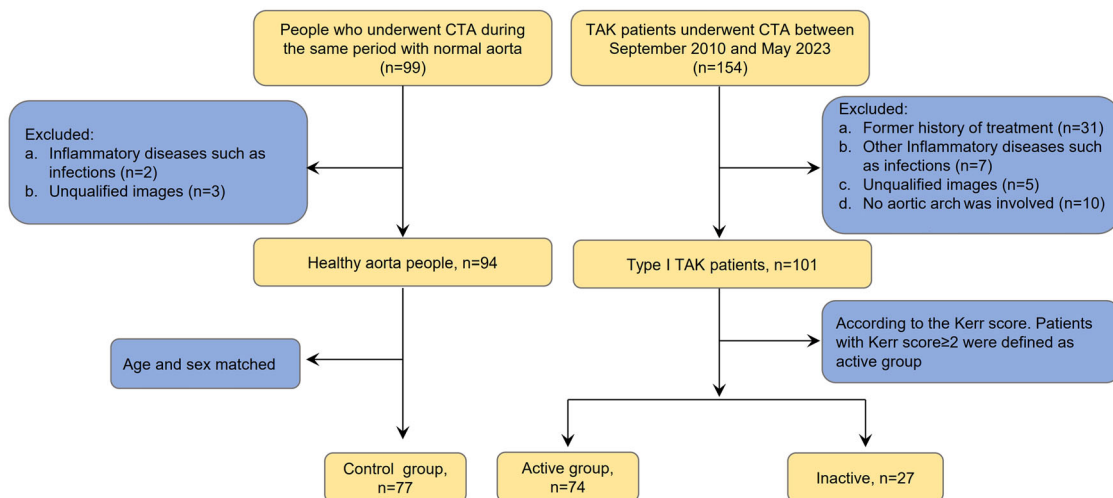 People who underwent CTA during
the same period with normal aorta
(n=99)
TAK patients underwent CTA between
September 2010 and May 2023
(n=154)
Excluded:
a. Inflammatory diseases such as
infections (n=2)
b. Unqualified images (n=3)
Excluded:
a. Former history of treatment (n=31)
b. Other Inflammatory diseases such
as infections (n=7)
c. Unqualified images (n=5)
d. No aortic arch was involved (n=10)
Healthy aorta people, n=94
Type I TAK patients, n=101
Age and sex matched
According to the Kerr score. Patients
with Kerr score≥2 were defined as
active group
Control group,
n=77
Active group,
n=74
Inactive, n=27